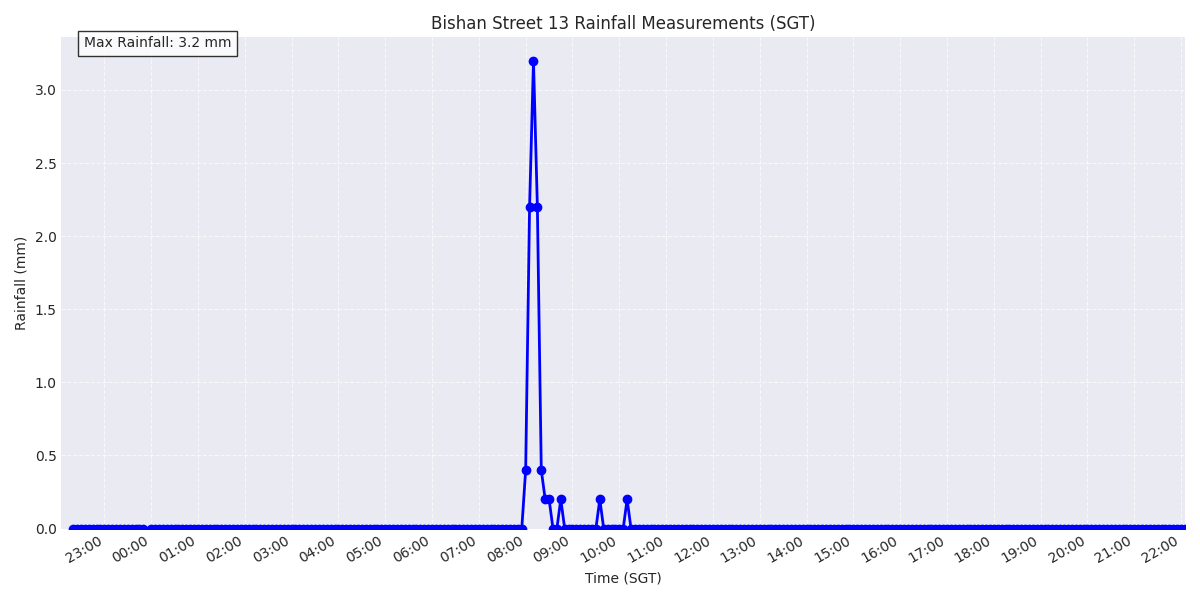 Bishan Street 13 Rainfall Measurements (SGT)
Max Rainfall: 3.2 mm
Rainfall (mm)
3.0
2.5
2.0
1.5
1.0
0.5
0.0
23:00 00:00 01:00 02:00 03:00 04:00 05:00 06:00 07:00 08:00 09:00 10:00 11:00 12:00 13:00 14:00 15:00 16:00 17:00 18:00 19:00 20:00 21:00 22:00
Time (SGT)